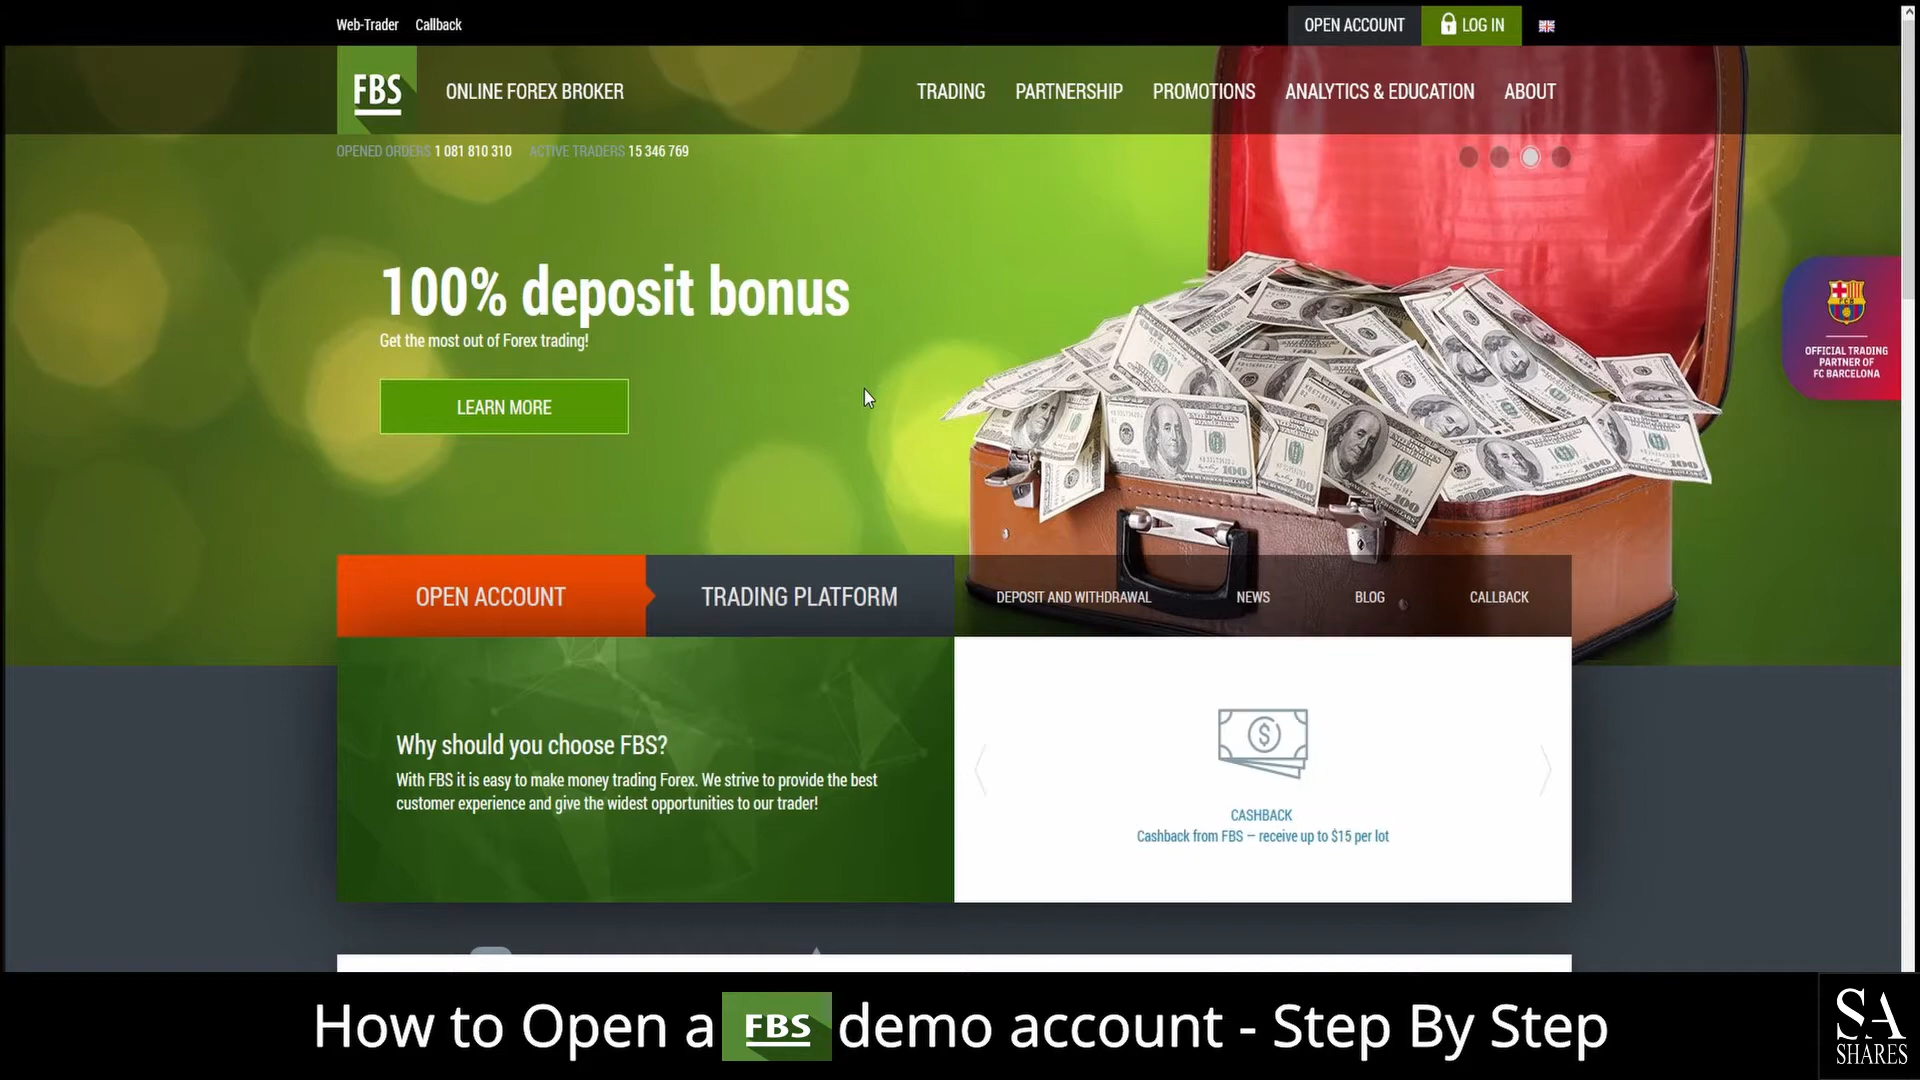 Web-Trader Callback
OPEN ACCOUNT LOG IN
FBS ONLINE FOREX BROKER
TRADING PARTNERSHIP PROMOTIONS ANALYTICS & EDUCATION ABOUT
OPENED ORDERS 1 081 810 310 ACTIVE TRADERS 15 346 769
100% deposit bonus
Get the most out of Forex trading!
LEARN MORE
FCB
OFFICIAL TRADING
PARTNER OF
FC BARCELONA
OPEN ACCOUNT TRADING PLATFORM DEPOSIT AND WITHDRAWAL NEWS BLOG CALLBACK
Why should you choose FBS?
With FBS it is easy to make money trading Forex. We strive to provide the best
customer experience and give the widest opportunities to our trader!
CASHBACK
Cashback from FBS – receive up to $15 per lot
How to Open a FBS demo account - Step By Step
SA
SHARES